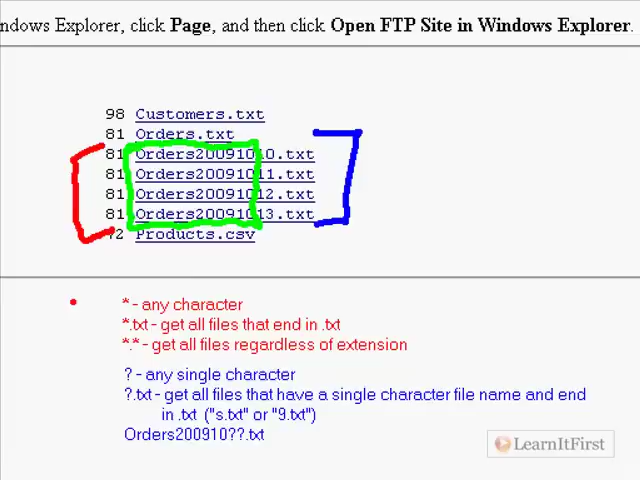 ndows Explorer, click Page, and then click Open FTP Site in Windows Explorer.
98 Customers.txt
81 Orders.txt
81 Orders20091010.txt
81 Orders20091011.txt
81 Orders20091012.txt
81 Orders20091013.txt
72 Products.csv
* - any character
*.txt - get all files that end in .txt
*.* - get all files regardless of extension
? - any single character
?.txt - get all files that have a single character file name and end
in .txt ("s.txt" or "9.txt")
Orders200910??.txt
LearnItFirst